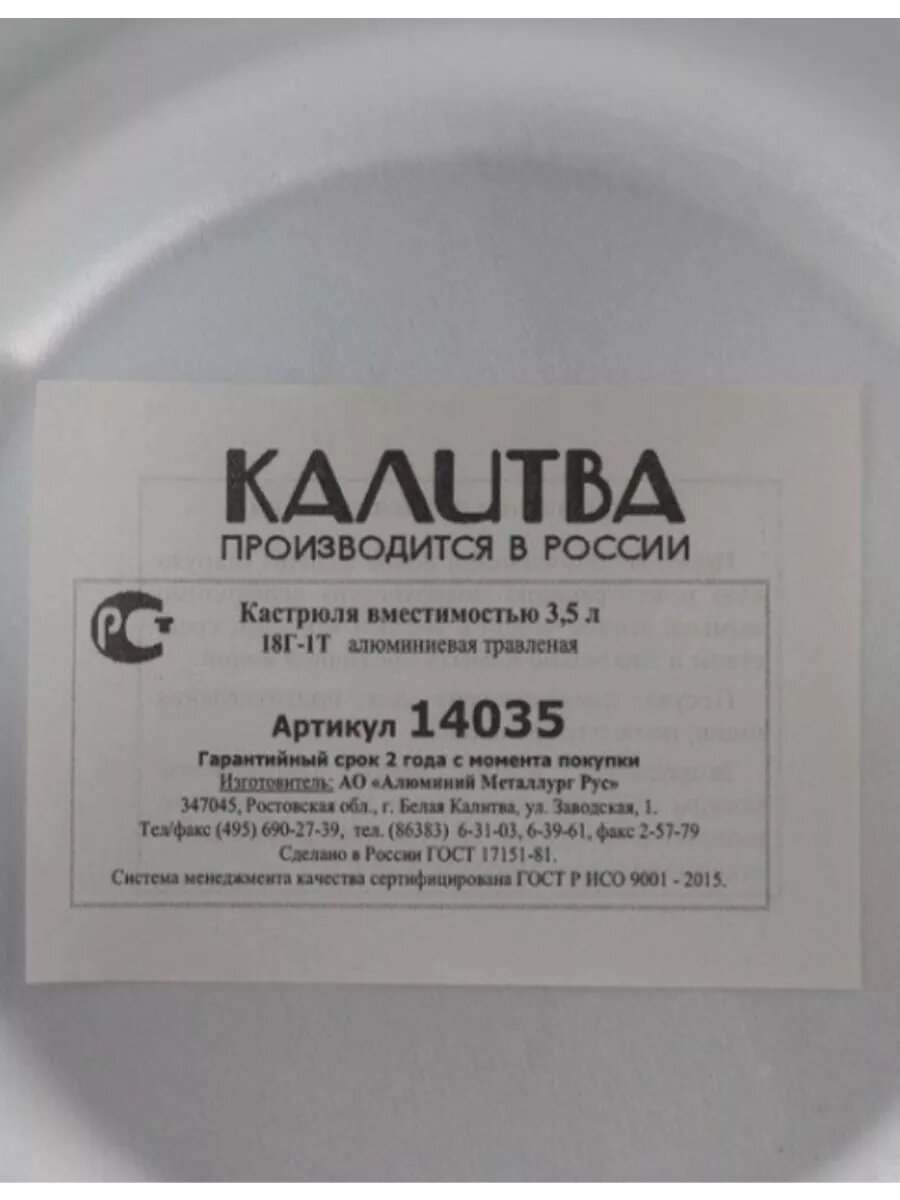 КАЛИТВА
ПРОИЗВОДИТСЯ В РОССИИ
РСТ
Кастрюля вместимостью 3,5 л
18Г-1Т алюминиевая травленая
Артикул 14035
Гарантийный срок 2 года с момента покупки
Изготовитель: АО «Алюминий Металлург Рус»
347045, Ростовская обл., г. Белая Калитва, ул. Заводская, 1.
Тел/факс (495) 690-27-39, тел. (86383) 6-31-03, 6-39-61, факс 2-57-79
Сделано в России ГОСТ 17151-81.
Система менеджмента качества сертифицирована ГОСТ Р ИСО 9001 - 2015.